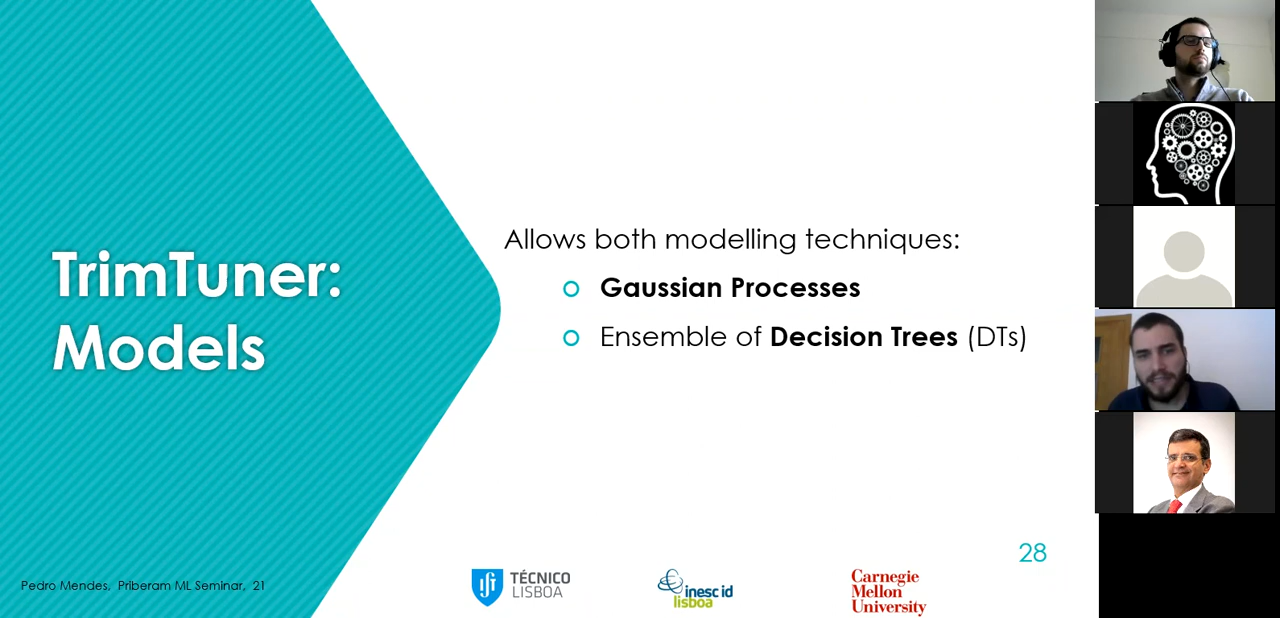 TrimTuner:
Models
Allows both modelling techniques:
Gaussian Processes
Ensemble of Decision Trees (DTs)
28
Pedro Mendes, Priberam ML Seminar, 21
TÉCNICO
LISBOA
inesc id
lisboa
Carnegie
Mellon
University